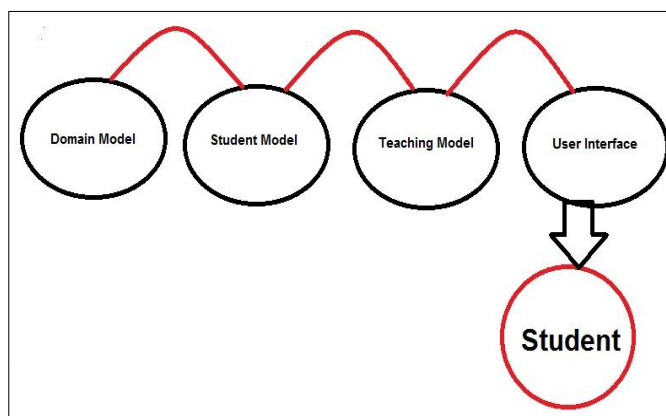 Domain Model
Student Model
Teaching Model
User Interface
Student